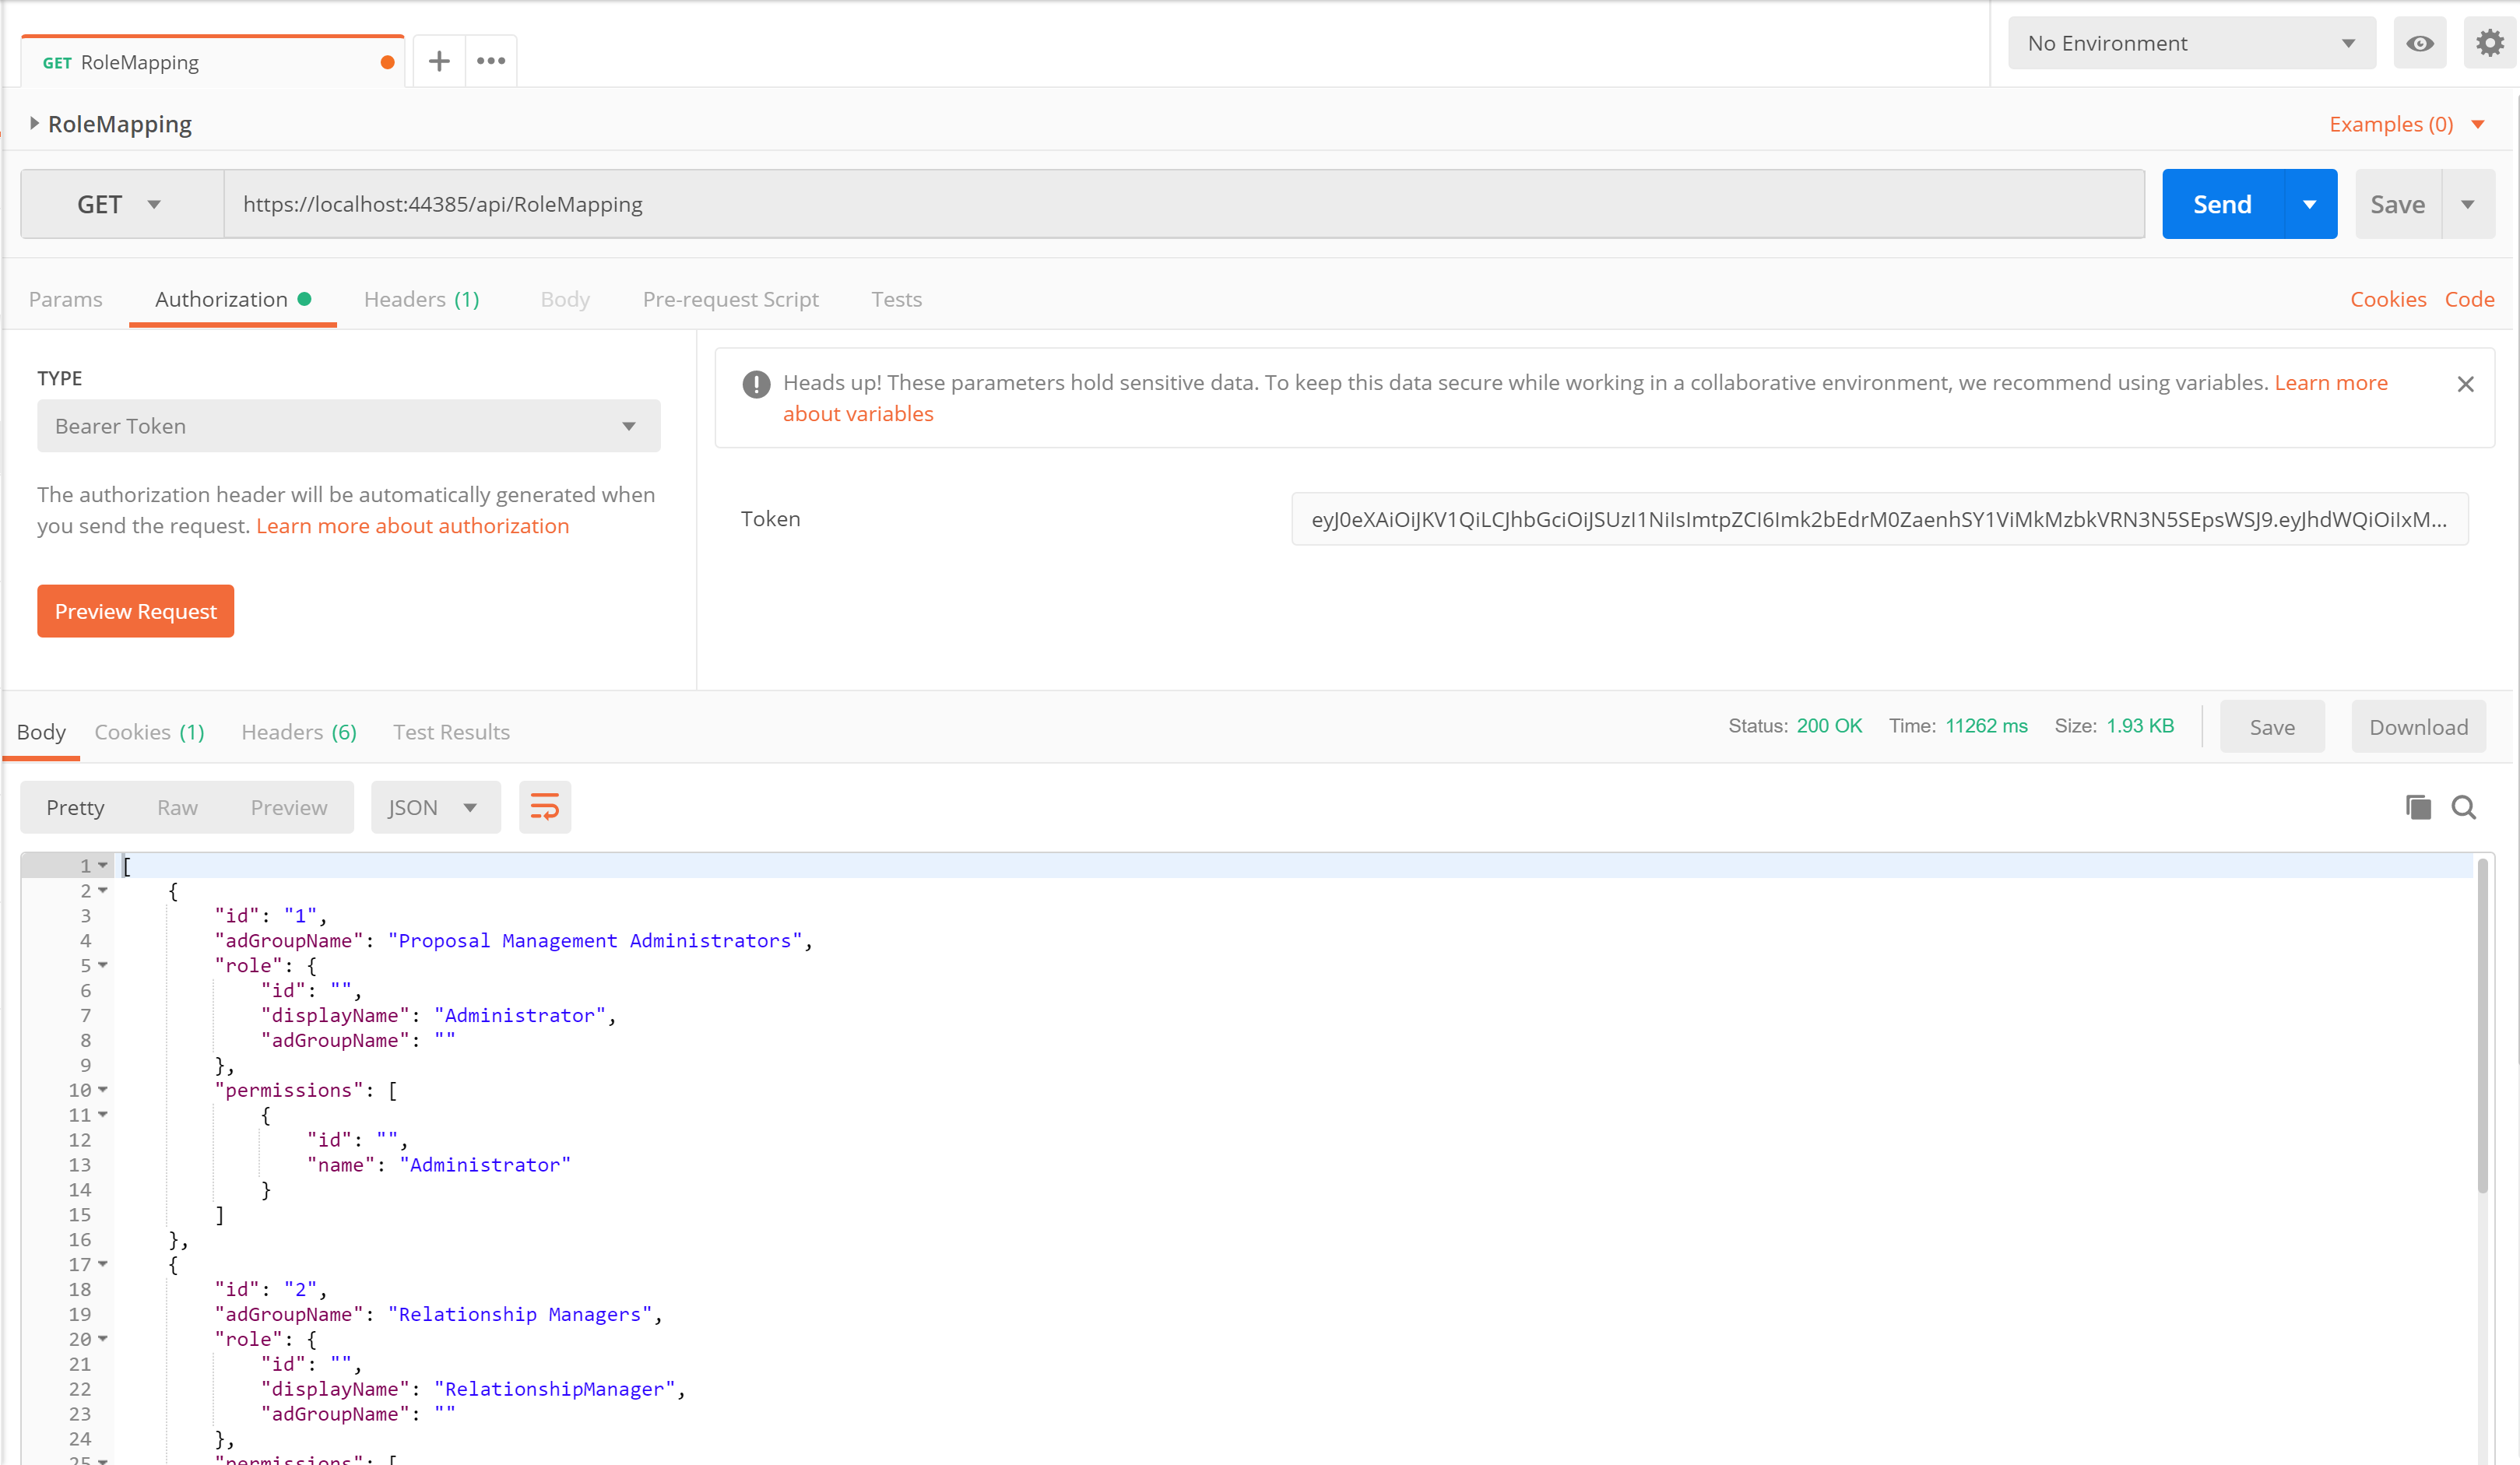 GET RoleMapping
No Environment
RoleMapping
Examples (0)
GET
https://localhost:44385/api/RoleMapping
Send
Save
Params
Authorization
Headers (1)
Body
Pre-request Script
Tests
Cookies
Code
TYPE
Bearer Token
The authorization header will be automatically generated when
you send the request. Learn more about authorization
Preview Request
Heads up! These parameters hold sensitive data. To keep this data secure while working in a collaborative environment, we recommend using variables. Learn more
about variables
Token
eyJ0eXAiOiJKV1QiLCJhbGciOiJSUzI1NiIsImtpZCI6Imk2bEdrM0ZaenhSY1ViMkMzbkVRN3N5SEpsWSJ9.eyJhdWQiOiIxM...
Body
Cookies (1)
Headers (6)
Test Results
Status: 200 OK
Time: 11262 ms
Size: 1.93 KB
Save
Download
Pretty
Raw
Preview
JSON
1 [
2 {
3 "id": "1",
4 "adGroupName": "Proposal Management Administrators",
5 "role": {
6 "id": "",
7 "displayName": "Administrator",
8 "adGroupName": ""
9 },
10 "permissions": [
11 {
12 "id": "",
13 "name": "Administrator"
14 }
15 ]
16 },
17 {
18 "id": "2",
19 "adGroupName": "Relationship Managers",
20 "role": {
21 "id": "",
22 "displayName": "RelationshipManager",
23 "adGroupName": ""
24 },
25 "permissions": [